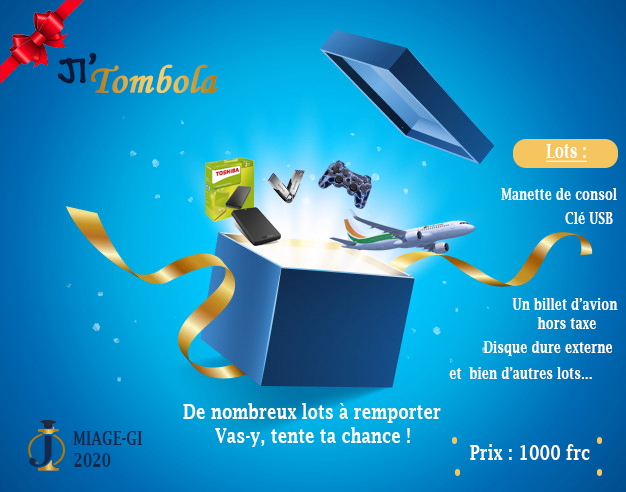 JI'Tombola
TOSHIBA
Lots :
Manette de consol
Clé USB
Un billet d'avion
hors taxe
Disque dure externe
et bien d'autres lots...
De nombreux lots à remporter
Vas-y, tente ta chance !
MIAGE-GI
2020
Prix : 1000 frc